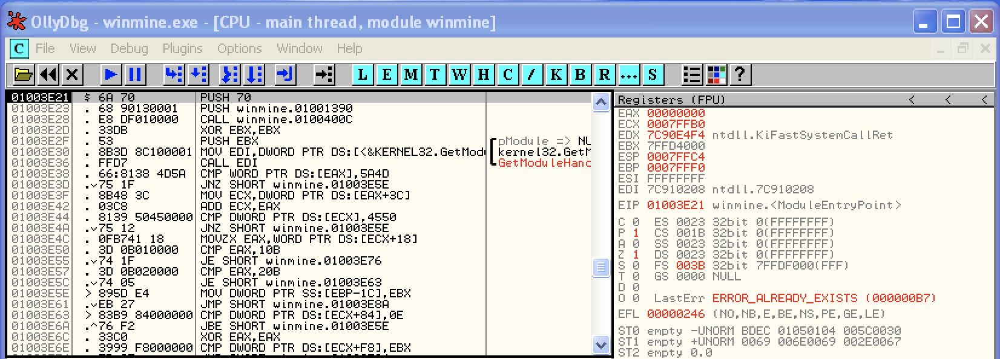 OllyDbg - winmine.exe - [CPU - main thread, module winmine]
C File View Debug Plugins Options Window Help
L E M T W H C / K B R ... S ?
01003E21 $ 6A 70 PUSH 70
01003E23 . 68 90130001 PUSH winmine.01001390
01003E28 . E8 DF010000 CALL winmine.0100400C
01003E2D . 33DB XOR EBX,EBX
01003E2F . 53 PUSH EBX pModule => NU
01003E30 . 8B3D 8C100001 MOV EDI,DWORD PTR DS:[<&KERNEL32.GetMod kernel32.GetM
01003E36 . FFD7 CALL EDI GetModuleHanc
01003E38 . 66:8138 4D5A CMP WORD PTR DS:[EAX],5A4D
01003E3D .v 75 1F JNZ SHORT winmine.01003E5E
01003E3F . 8B48 3C MOV ECX,DWORD PTR DS:[EAX+3C]
01003E42 . 03C8 ADD ECX,EAX
01003E44 . 8139 50450000 CMP DWORD PTR DS:[ECX],4550
01003E4A .v 75 12 JNZ SHORT winmine.01003E5E
01003E4C . 0FB741 18 MOVZX EAX,WORD PTR DS:[ECX+18]
01003E50 . 3D 0B010000 CMP EAX,10B
01003E55 .v 74 1F JE SHORT winmine.01003E76
01003E57 . 3D 0B020000 CMP EAX,20B
01003E5C .v 74 05 JE SHORT winmine.01003E63
01003E5E > 895D E4 MOV DWORD PTR SS:[EBP-1C],EBX
01003E61 .v EB 27 JMP SHORT winmine.01003E8A
01003E63 > 83B9 84000000 CMP DWORD PTR DS:[ECX+84],0E
01003E6A .^ 76 F2 JBE SHORT winmine.01003E5E
01003E6C . 33C0 XOR EAX,EAX
01003E6E . 3999 F8000000 CMP DWORD PTR DS:[ECX+F8],EBX
Registers (FPU) < < <
EAX 00000000
ECX 0007FFB0
EDX 7C90E4F4 ntdll.KiFastSystemCallRet
EBX 7FFD4000
ESP 0007FFC4
EBP 0007FFF0
ESI FFFFFFFF
EDI 7C910208 ntdll.7C910208
EIP 01003E21 winmine.<ModuleEntryPoint>
C 0 ES 0023 32bit 0(FFFFFFFF)
P 1 CS 001B 32bit 0(FFFFFFFF)
A 0 SS 0023 32bit 0(FFFFFFFF)
Z 1 DS 0023 32bit 0(FFFFFFFF)
S 0 FS 003B 32bit 7FFDF000(FFF)
T 0 GS 0000 NULL
D 0
O 0 LastErr ERROR_ALREADY_EXISTS (000000B7)
EFL 00000246 (NO,NB,E,BE,NS,PE,GE,LE)
ST0 empty -UNORM BDEC 01050104 005C0030
ST1 empty +UNORM 0069 006E0069 002E0067
ST2 empty 0.0